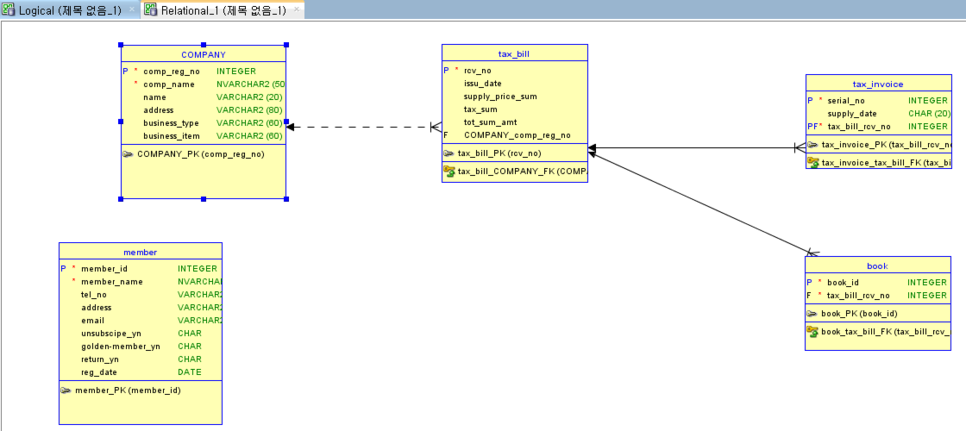 Logical (제목 없음_1)
Relational_1 (제목 없음_1)
COMPANY
P * comp_reg_no INTEGER
* comp_name NVARCHAR2 (50
name VARCHAR2 (20)
address VARCHAR2 (80)
business_type VARCHAR2 (60)
business_item VARCHAR2 (60)
COMPANY_PK (comp_reg_no)
tax_bill
P * rcv_no
issu_date
supply_price_sum
tax_sum
tot_sum_amt
F COMPANY_comp_reg_no
tax_bill_PK (rcv_no)
tax_bill_COMPANY_FK (COMP.
tax_invoice
P * serial_no INTEGER
supply_date CHAR (20)
PF* tax_bill_rcv_no INTEGER
tax_invoice_PK (tax_bill_rcv_n
tax_invoice_tax_bill_FK (tax_bi
member
P * member_id INTEGER
* member_name NVARCHA
tel_no VARCHAR2
address VARCHAR2
email VARCHAR2
unsubscipe_yn CHAR
golden-member_yn CHAR
return_yn CHAR
reg_date DATE
member_PK (member_id)
book
P * book_id INTEGER
F * tax_bill_rcv_no INTEGER
book_PK (book_id)
book_tax_bill_FK (tax_bill_rcv_